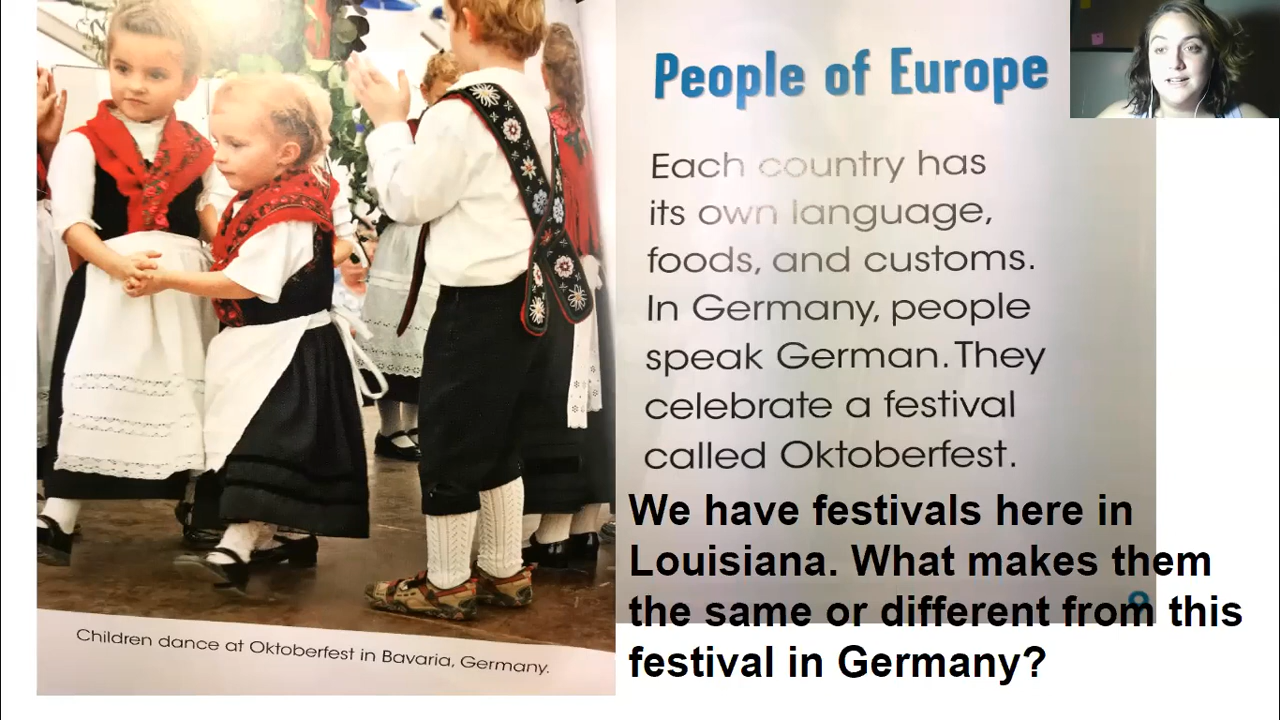 People of Europe
Each country has
its own language,
foods, and customs.
In Germany, people
speak German. They
celebrate a festival
called Oktoberfest.
We have festivals here in
Louisiana. What makes them
the same or different from this
festival in Germany?
Children dance at Oktoberfest in Bavaria, Germany.